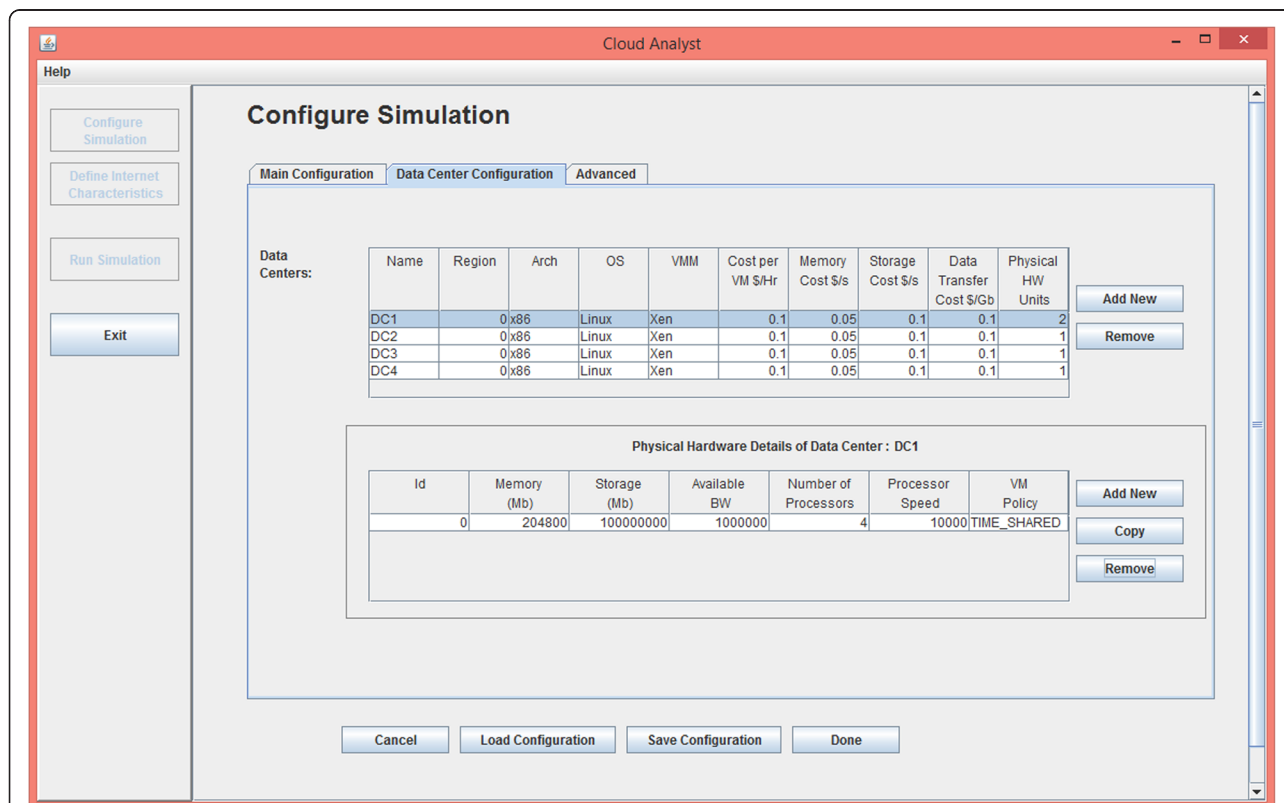 Cloud Analyst
Help
Configure
Simulation
Define Internet
Characteristics
Run Simulation
Exit
Configure Simulation
Main Configuration Data Center Configuration Advanced
Data
Centers:
Name Region Arch OS VMM Cost per Memory Storage Data Physical
VM $/Hr Cost $/s Cost $/s Transfer HW
Cost $/Gb Units
DC1 0 x86 Linux Xen 0.1 0.05 0.1 0.1 2
DC2 0 x86 Linux Xen 0.1 0.05 0.1 0.1 1
DC3 0 x86 Linux Xen 0.1 0.05 0.1 0.1 1
DC4 0 x86 Linux Xen 0.1 0.05 0.1 0.1 1
Add New
Remove
Physical Hardware Details of Data Center : DC1
Id Memory Storage Available Number of Processor VM
(Mb) (Mb) BW Processors Speed Policy
0 204800 100000000 1000000 4 10000 TIME_SHARED
Add New
Copy
Remove
Cancel Load Configuration Save Configuration Done